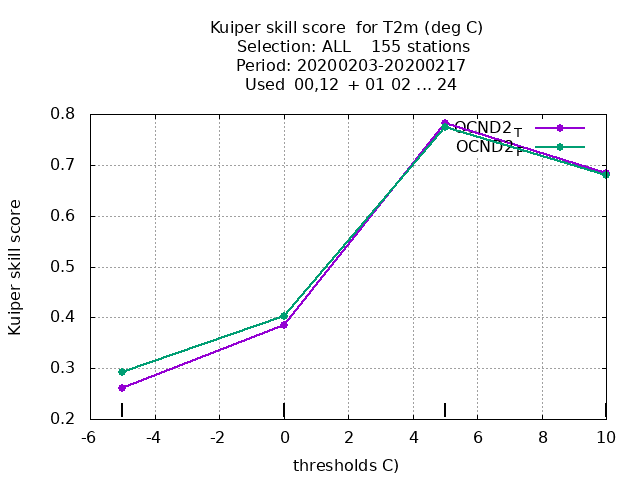 Kuiper skill score  for T2m (deg C)
Selection: ALL    155 stations
Period: 20200203-20200217
Used  00,12  + 01 02 ... 24
OCND2_T
OCND2_F
0.8
0.7
0.6
0.5
0.4
0.3
0.2
Kuiper skill score
-6 -4 -2 0 2 4 6 8 10
thresholds C)